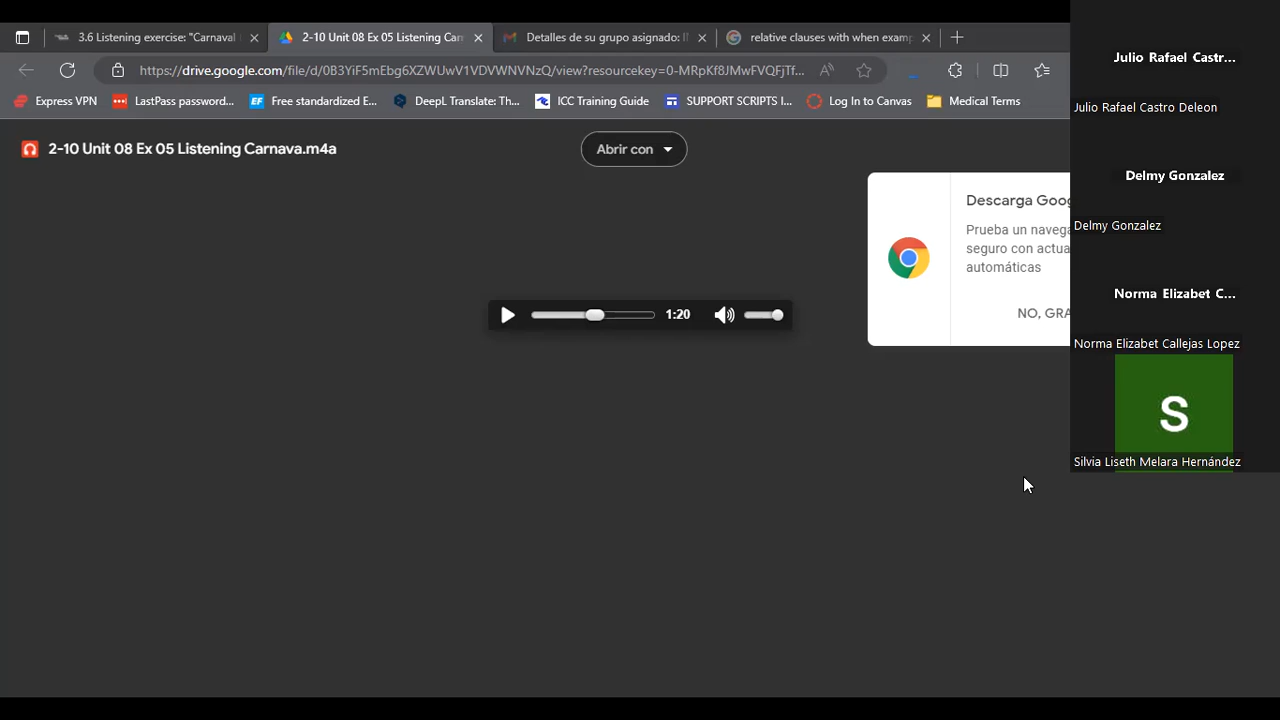 3.6 Listening exercise: "Carnaval
2-10 Unit 08 Ex 05 Listening Car
Detalles de su grupo asignado: I
relative clauses with when examp
https://drive.google.com/file/d/0B3YiF5mEbg6XZWUwV1VDVWNVNzQ/view?resourcekey=0-MRpKf8JMwFVQFjTf...
Express VPN
LastPass password...
Free standardized E...
DeepL Translate: Th...
ICC Training Guide
SUPPORT SCRIPTS I...
Log In to Canvas
Medical Terms
2-10 Unit 08 Ex 05 Listening Carnava.m4a
Abrir con
Descarga Goog
Prueba un navega
seguro con actua
automáticas
NO, GRA
1:20
Julio Rafael Castr...
Julio Rafael Castro Deleon
Delmy Gonzalez
Delmy Gonzalez
Norma Elizabet C...
Norma Elizabet Callejas Lopez
S
Silvia Liseth Melara Hernández